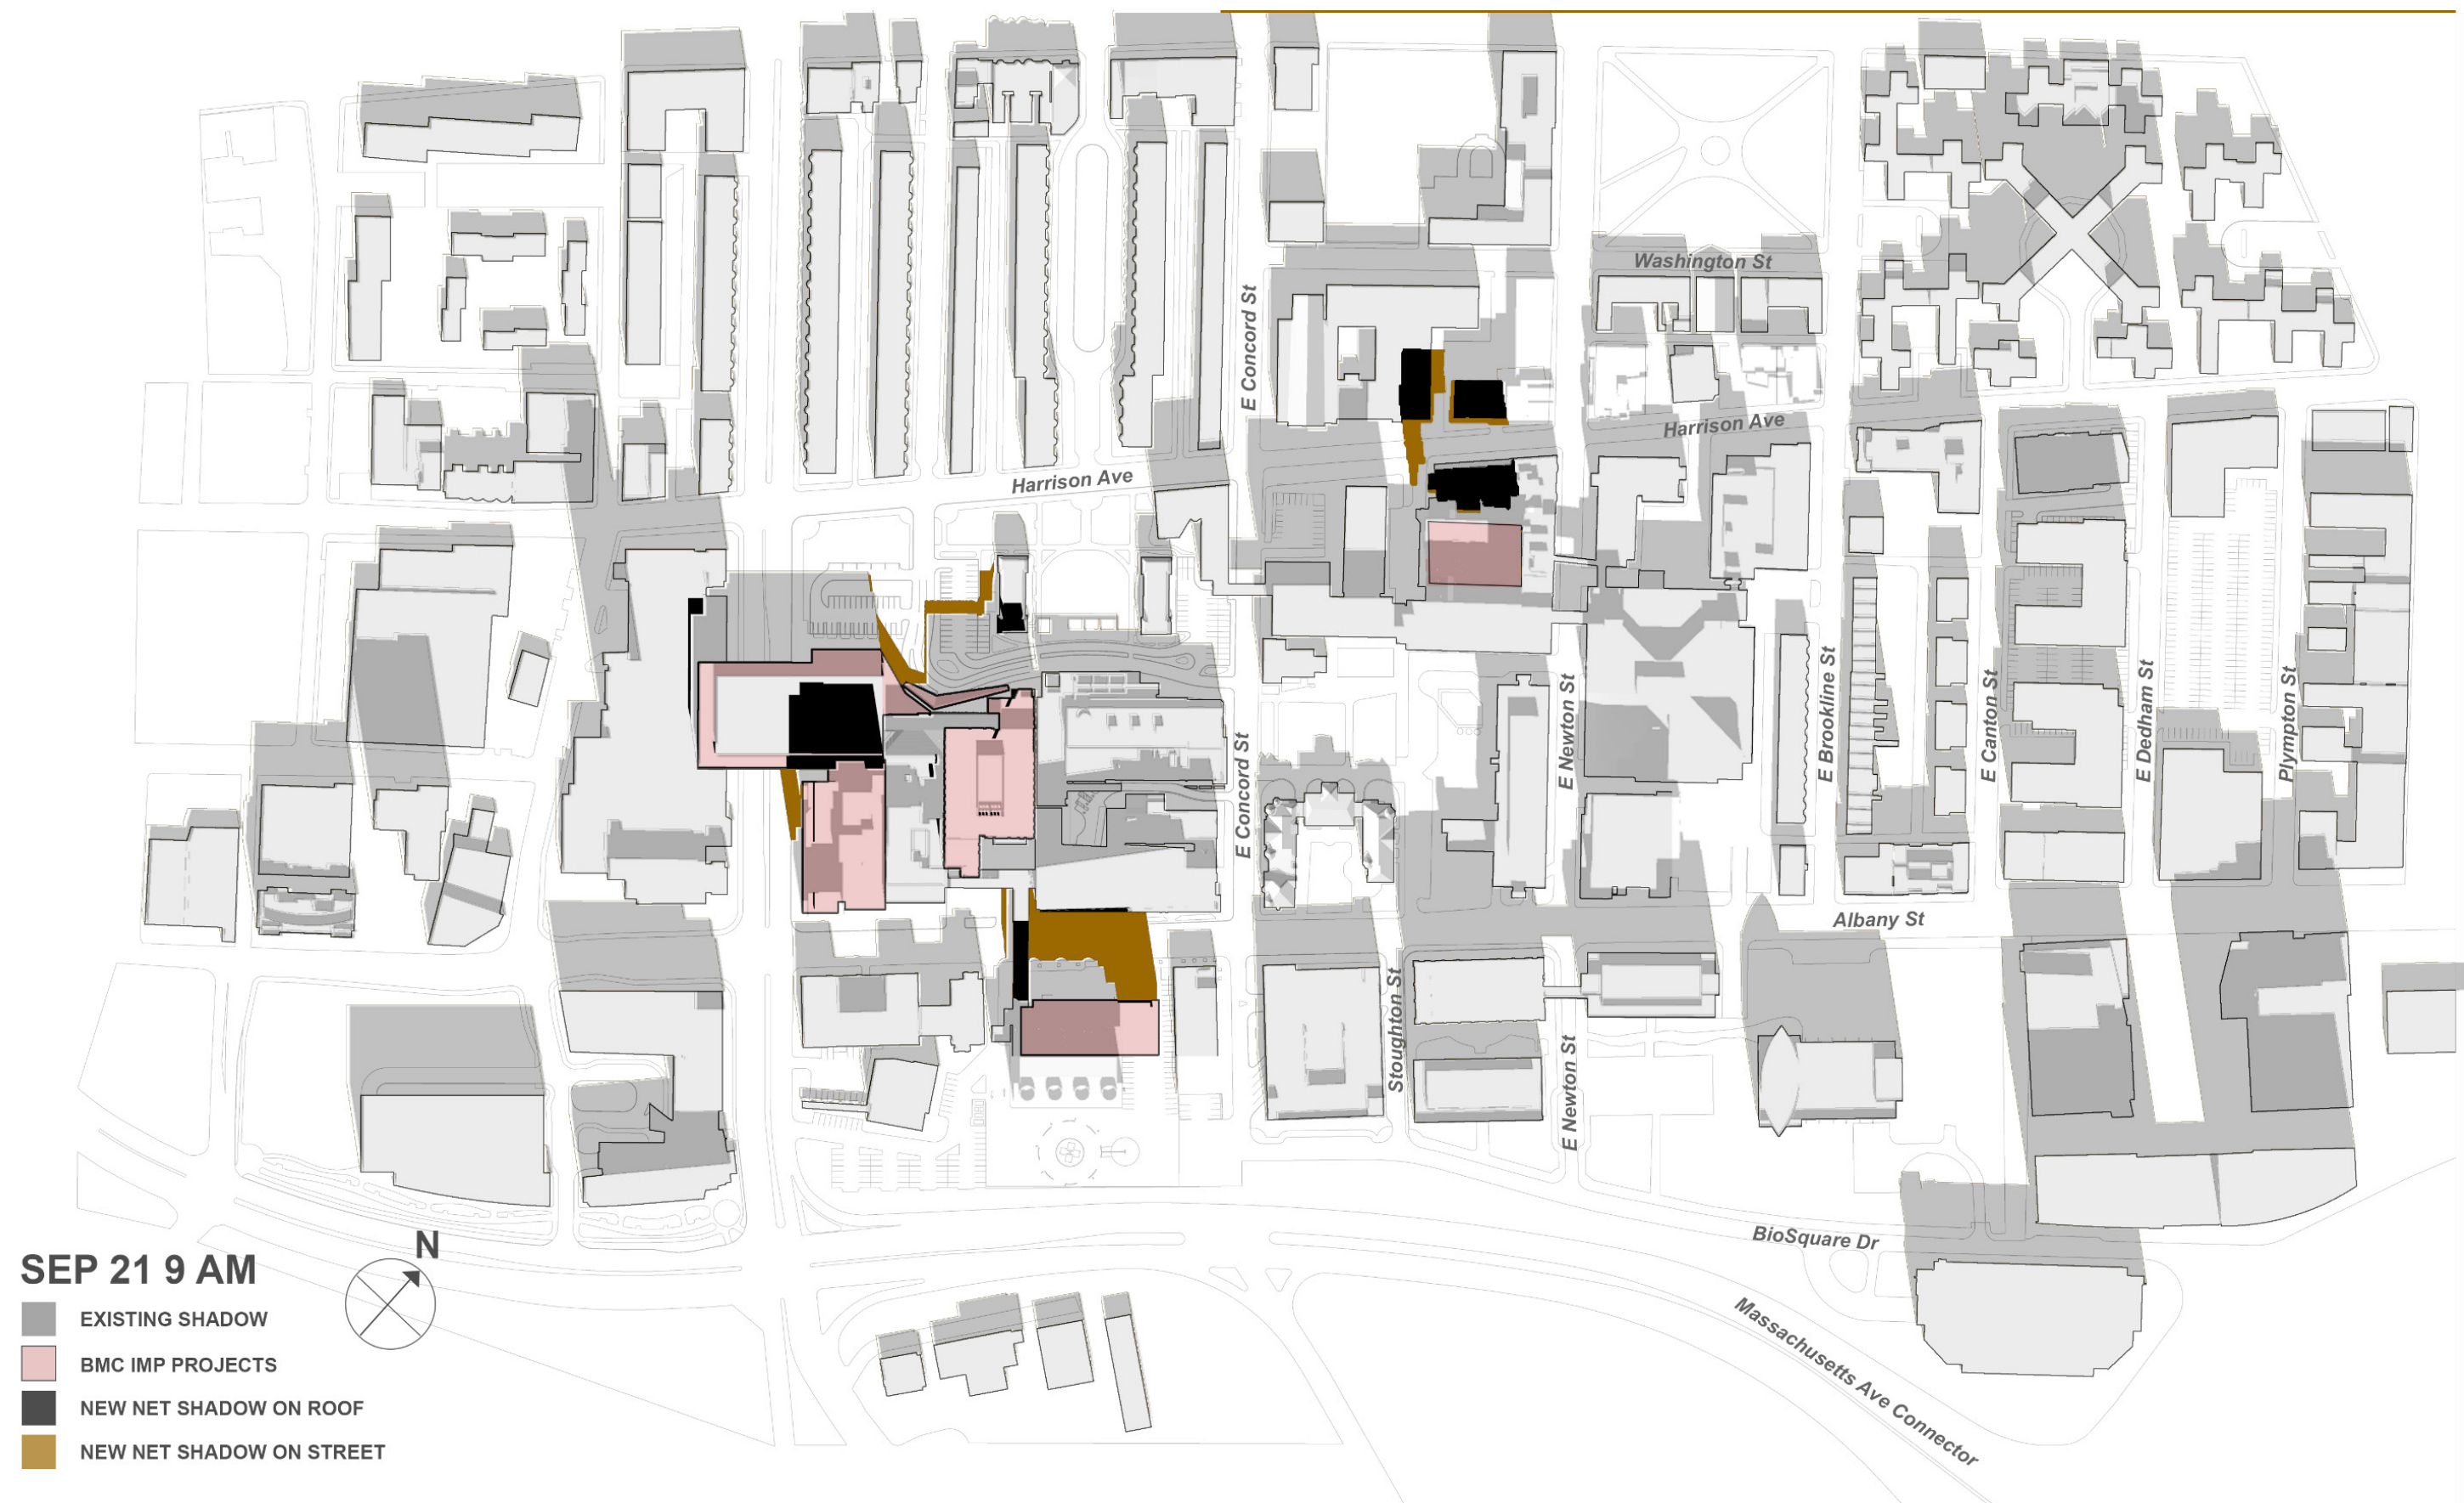 Washington St
E Concord St
Harrison Ave
Harrison Ave
E Brookline St
E Newton St
E Canton St
E Dedham St
Plympton St
E Concord St
Albany St
Stoughton St
E Newton St
BioSquare Dr
Massachusetts Ave Connector
N
SEP 21 9 AM
EXISTING SHADOW
BMC IMP PROJECTS
NEW NET SHADOW ON ROOF
NEW NET SHADOW ON STREET